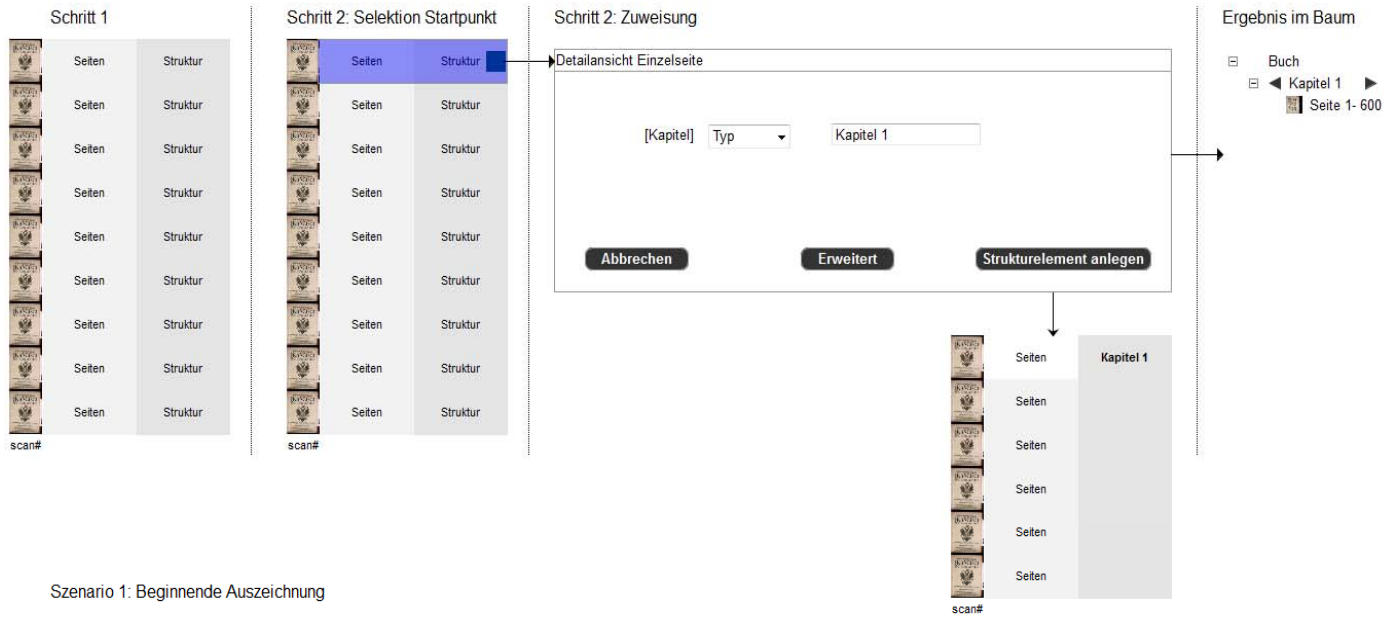 Schritt 1
Seiten Struktur
Seiten Struktur
Seiten Struktur
Seiten Struktur
Seiten Struktur
Seiten Struktur
Seiten Struktur
Seiten Struktur
Seiten Struktur
scan#
Schritt 2: Selektion Startpunkt
Seiten Struktur
Seiten Struktur
Seiten Struktur
Seiten Struktur
Seiten Struktur
Seiten Struktur
Seiten Struktur
Seiten Struktur
Seiten Struktur
scan#
Schritt 2: Zuweisung
Detailansicht Einzelseite
[Kapitel] Typ Kapitel 1
Abbrechen Erweitert Strukturelement anlegen
Seiten Kapitel 1
Seiten
Seiten
Seiten
Seiten
Seiten
scan#
Ergebnis im Baum
Buch
Kapitel 1
Seite 1- 600
Szenario 1: Beginnende Auszeichnung